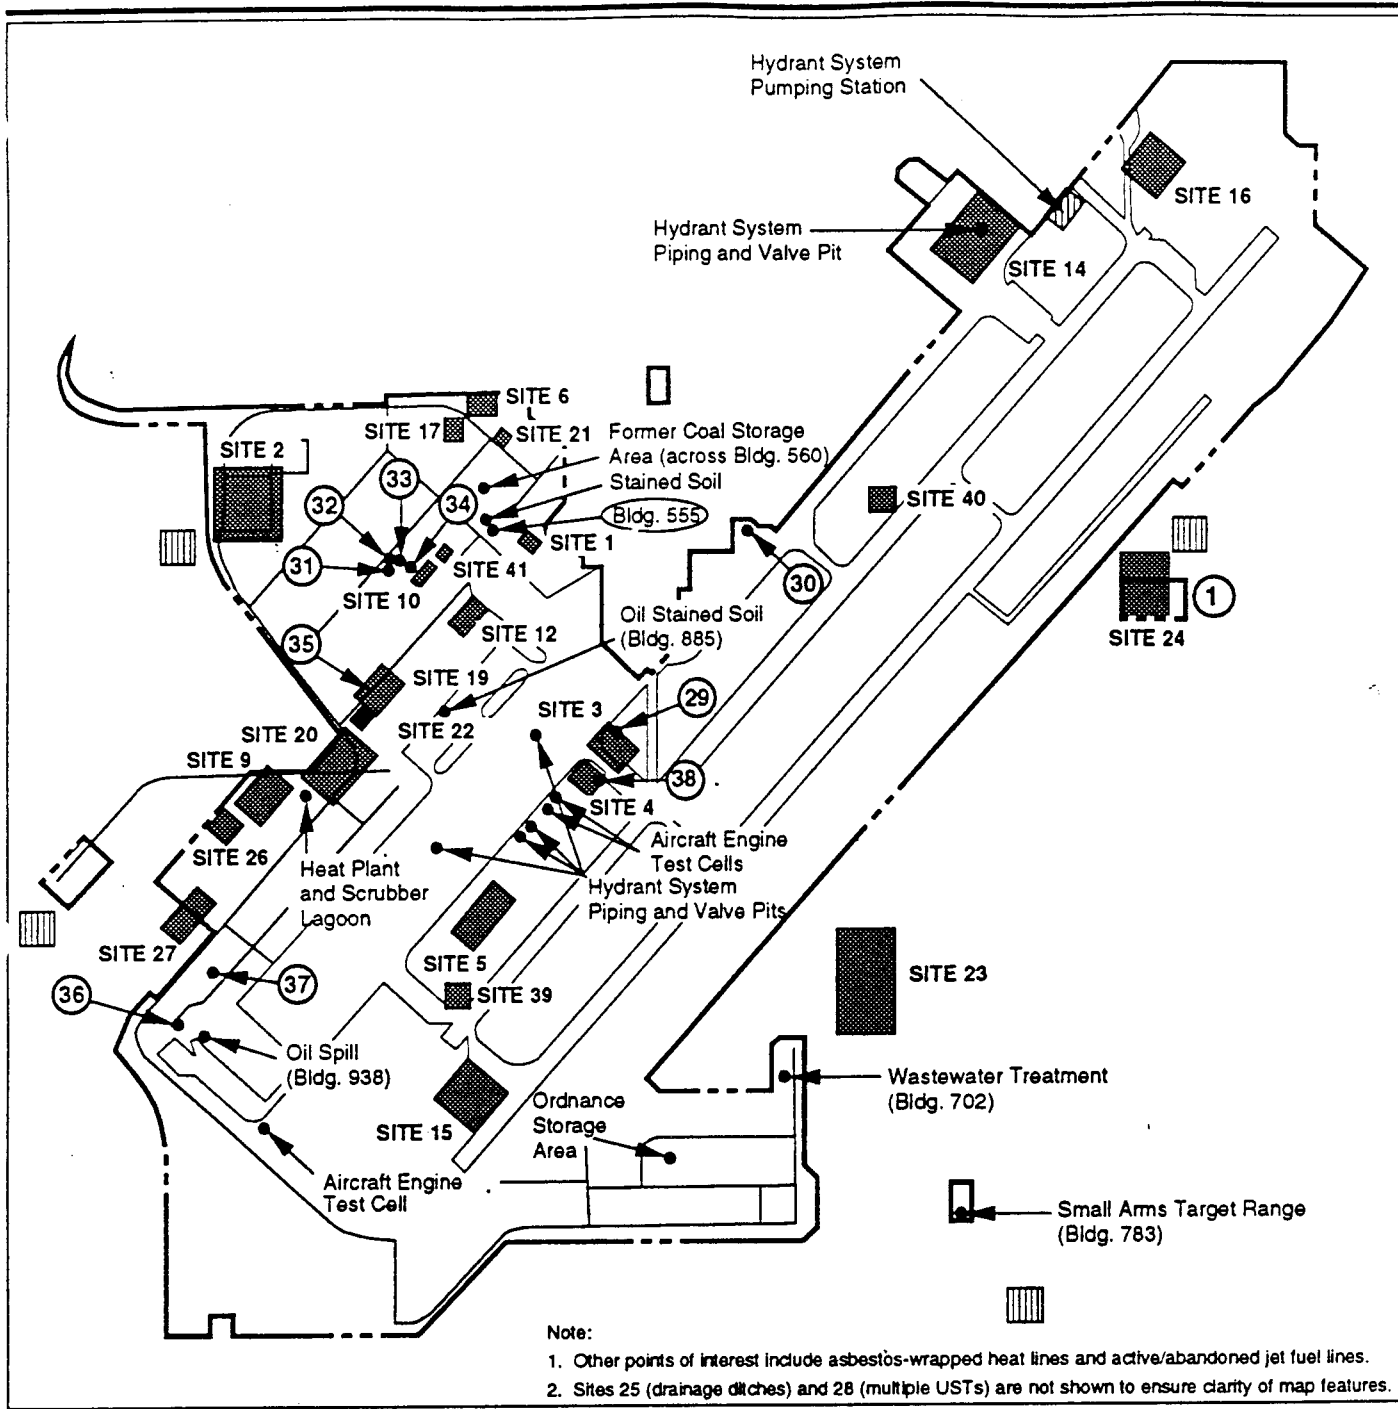 Hydrant System
Pumping Station
SITE 16
Hydrant System
Piping and Valve Pit
SITE 14
SITE 6
SITE 17
SITE 21
Former Coal Storage
Area (across Bldg. 560)
Stained Soil
Bldg. 555
SITE 2
33
32
34
SITE 40
SITE 1
31
SITE 41
SITE 10
30
1
SITE 24
Oil Stained Soil
(Bldg. 885)
SITE 12
35
SITE 19
29
SITE 3
SITE 22
SITE 20
SITE 9
38
SITE 4
SITE 26
Aircraft Engine
Test Cells
Heat Plant
and Scrubber
Lagoon
Hydrant System
Piping and Valve Pits
SITE 27
SITE 5
SITE 23
37
36
SITE 39
Oil Spill
(Bldg. 938)
Wastewater Treatment
(Bldg. 702)
Ordnance
Storage
Area
SITE 15
Aircraft Engine
Test Cell
Small Arms Target Range
(Bldg. 783)
Note:
1. Other points of interest include asbestos-wrapped heat lines and active/abandoned jet fuel lines.
2. Sites 25 (drainage ditches) and 28 (multiple USTs) are not shown to ensure clarity of map features.